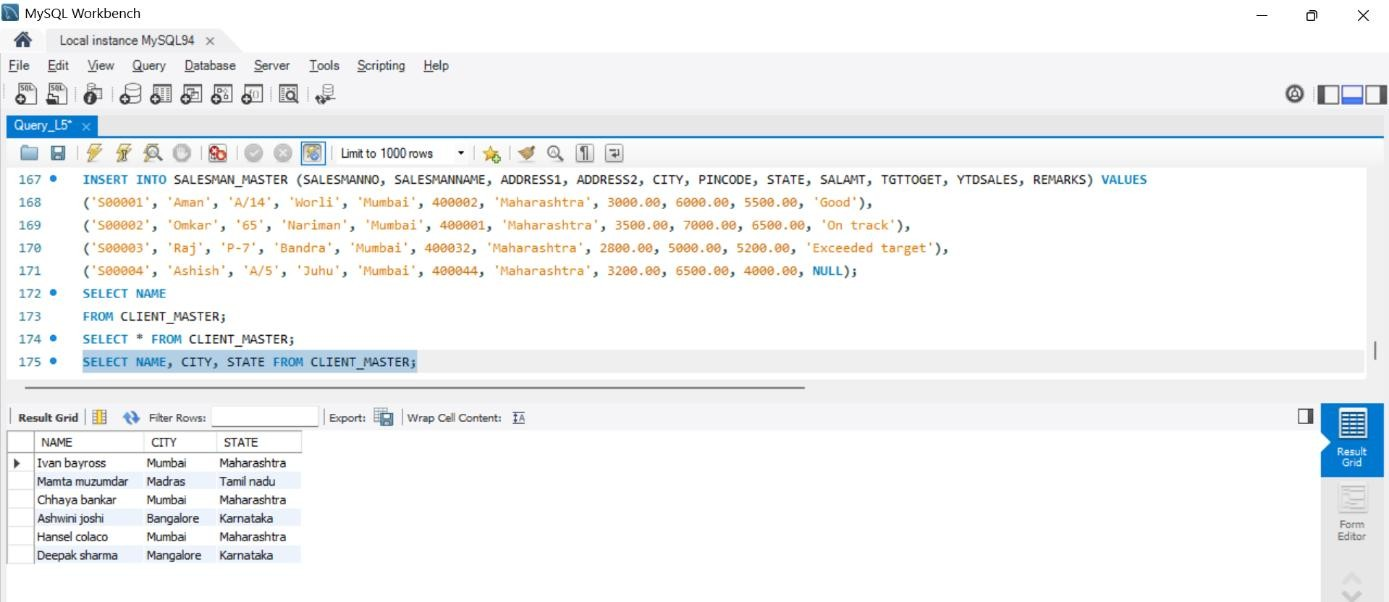 MySQL Workbench
Local instance MySQL94
File Edit View Query Database Server Tools Scripting Help
Query_L5*
Limit to 1000 rows
167 INSERT INTO SALESMAN_MASTER (SALESMANNO, SALESMANNAME, ADDRESS1, ADDRESS2, CITY, PINCODE, STATE, SALAMT, TGTTOGET, YTDSALES, REMARKS) VALUES
168 ('S00001', 'Aman', 'A/14', 'Worli', 'Mumbai', 400002, 'Maharashtra', 3000.00, 6000.00, 5500.00, 'Good'),
169 ('S00002', 'Omkar', '65', 'Nariman', 'Mumbai', 400001, 'Maharashtra', 3500.00, 7000.00, 6500.00, 'On track'),
170 ('S00003', 'Raj', 'P-7', 'Bandra', 'Mumbai', 400032, 'Maharashtra', 2800.00, 5000.00, 5200.00, 'Exceeded target'),
171 ('S00004', 'Ashish', 'A/5', 'Juhu', 'Mumbai', 400044, 'Maharashtra', 3200.00, 6500.00, 4000.00, NULL);
172 SELECT NAME
173 FROM CLIENT_MASTER;
174 SELECT * FROM CLIENT_MASTER;
175 SELECT NAME, CITY, STATE FROM CLIENT_MASTER;
Result Grid Filter Rows: Export: Wrap Cell Content:
NAME CITY STATE
Ivan bayross Mumbai Maharashtra
Mamta muzumdar Madras Tamil nadu
Chhaya bankar Mumbai Maharashtra
Ashwini joshi Bangalore Karnataka
Hansel colaco Mumbai Maharashtra
Deepak sharma Mangalore Karnataka
Result
Grid
Form
Editor